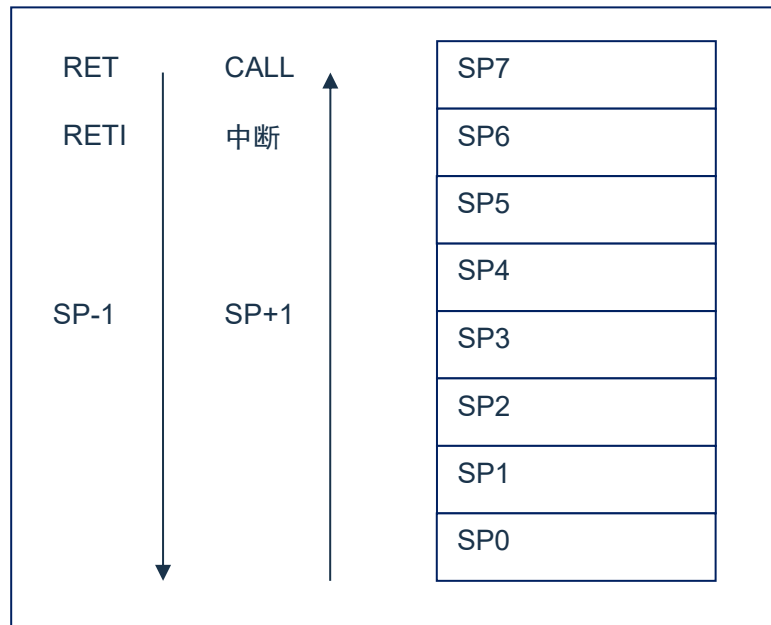 RET CALL SP7
RETI 中断 SP6
SP5
SP4
SP-1 SP+1 SP3
SP2
SP1
SP0